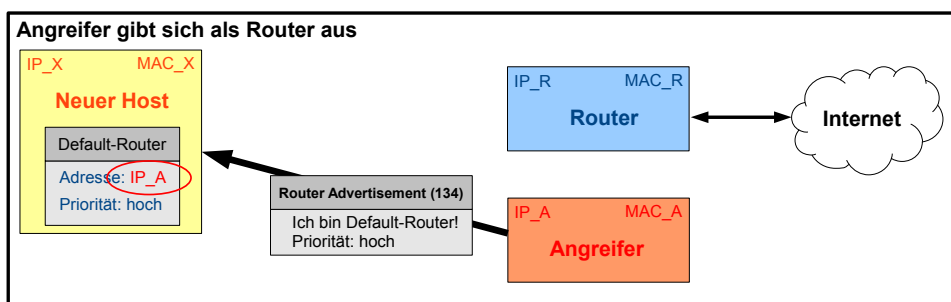 Angreifer gibt sich als Router aus
IP_X MAC_X
Neuer Host
Default-Router
Adresse: IP_A
Priorität: hoch
Router Advertisement (134)
Ich bin Default-Router!
Priorität: hoch
IP_R MAC_R
Router
Internet
IP_A MAC_A
Angreifer